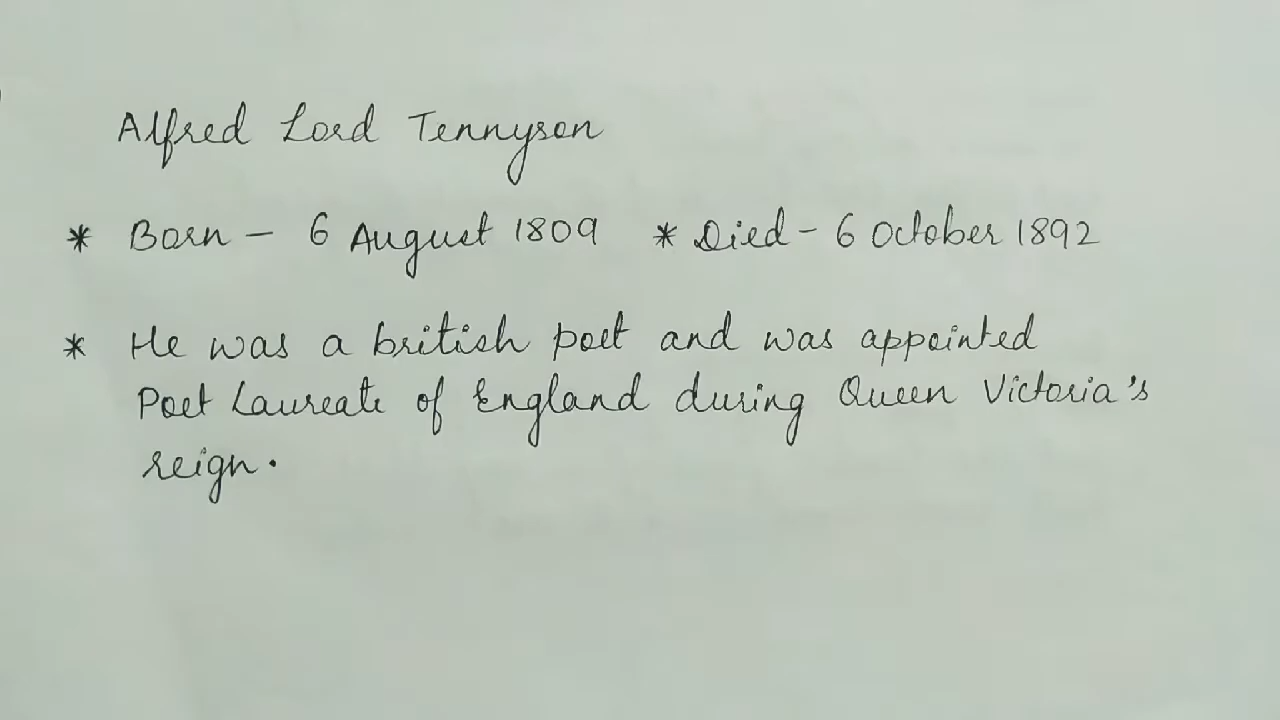 Alfred Lord Tennyson
* Born - 6 August 1809 * Died - 6 October 1892
* He was a british poet and was appointed
Poet Laureate of England during Queen Victoria's
reign.